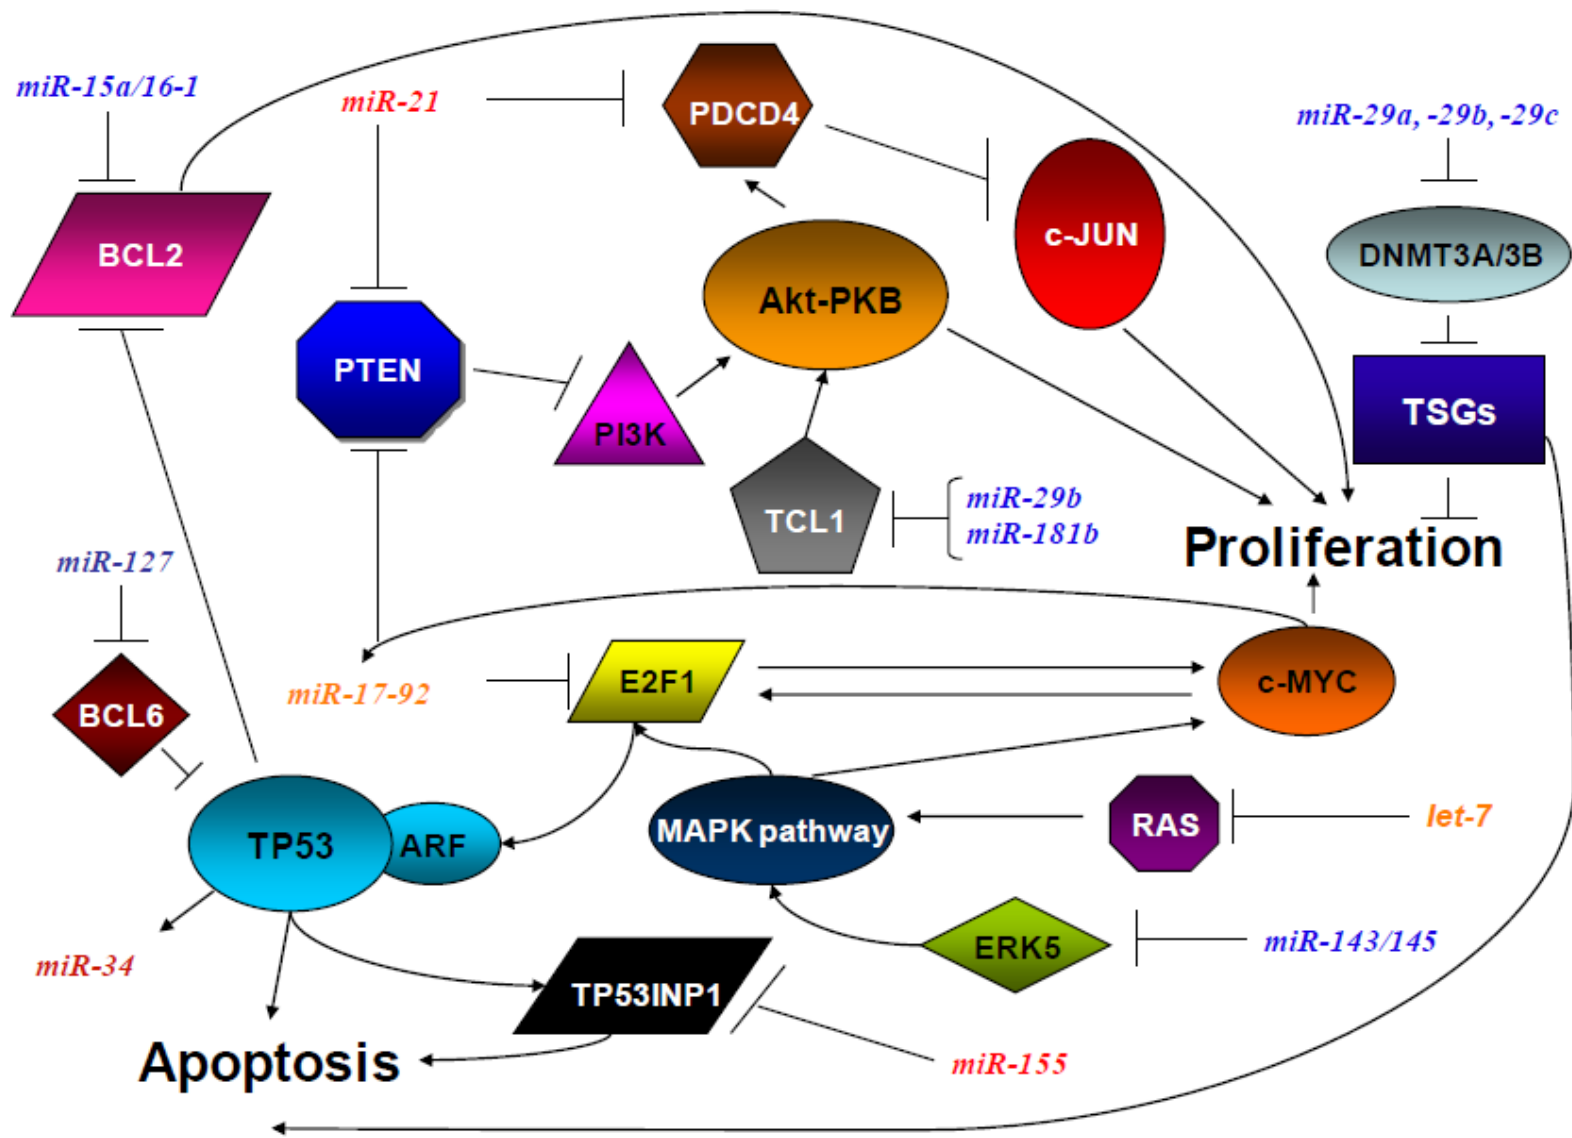 miR-15a/16-1
miR-21
PDCD4
miR-29a, -29b, -29c
BCL2
c-JUN
DNMT3A/3B
Akt-PKB
PTEN
PI3K
TSGs
TCL1
miR-29b
miR-181b
Proliferation
miR-127
BCL6
miR-17-92
E2F1
c-MYC
TP53
ARF
MAPK pathway
RAS
let-7
miR-34
TP53INP1
ERK5
miR-143/145
Apoptosis
miR-155